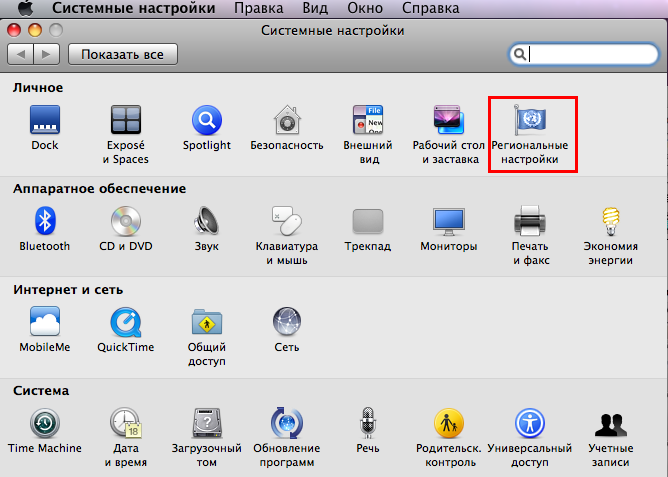 Системные настройки Правка Вид Окно Справка
Системные настройки
Показать все
Личное
Dock Exposé и Spaces Spotlight Безопасность Внешний вид Рабочий стол и заставка Региональные настройки
Аппаратное обеспечение
Bluetooth CD и DVD Звук Клавиатура и мышь Трекпад Мониторы Печать и факс Экономия энергии
Интернет и сеть
MobileMe QuickTime Общий доступ Сеть
Система
Time Machine Дата и время Загрузочный том Обновление программ Речь Родительск. контроль Универсальный доступ Учетные записи